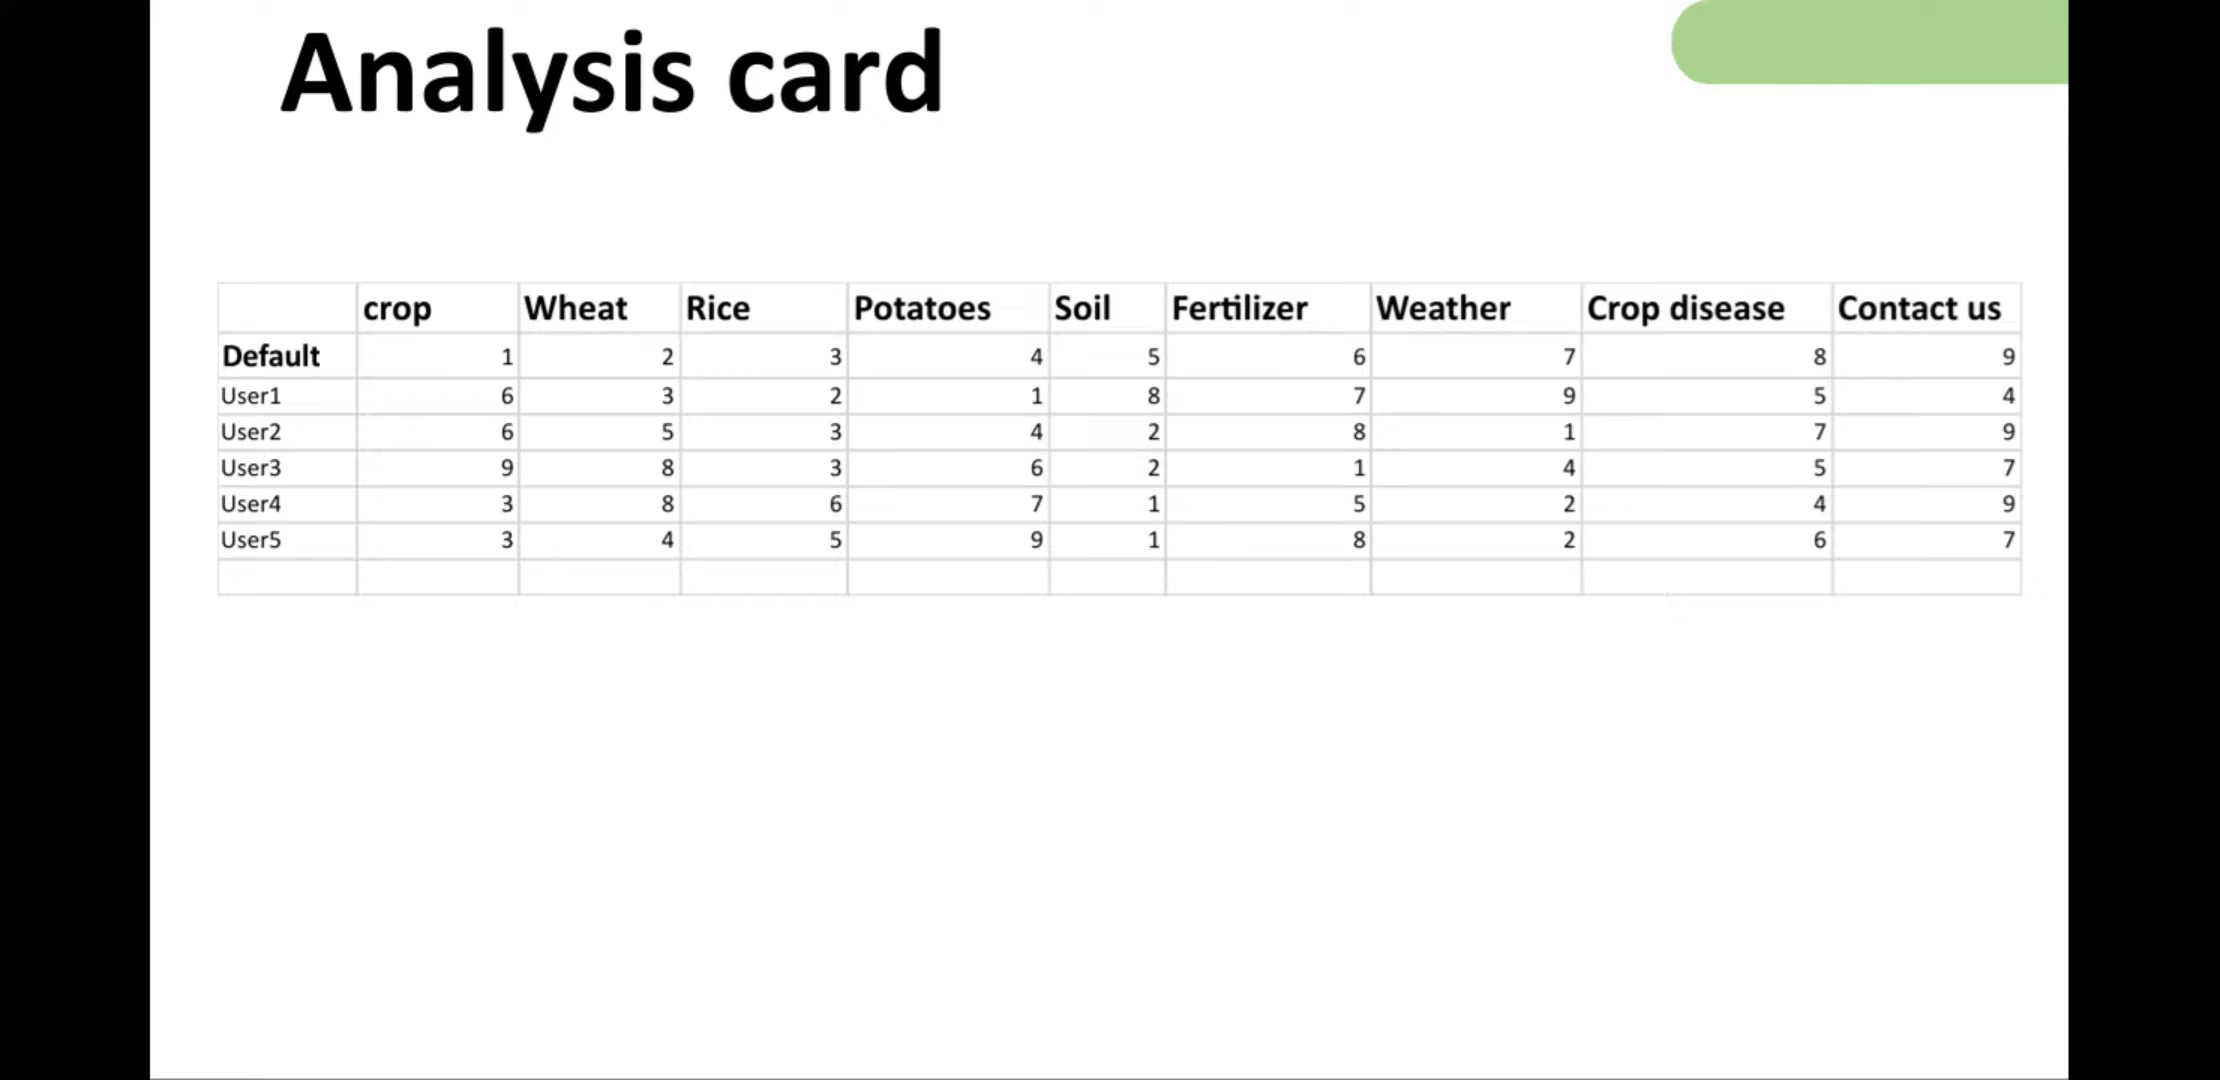 Analysis card
crop Wheat Rice Potatoes Soil Fertilizer Weather Crop disease Contact us
Default 1 2 3 4 5 6 7 8 9
User1 6 3 2 1 8 7 9 5 4
User2 6 5 3 4 2 8 1 7 9
User3 9 8 3 6 2 1 4 5 7
User4 3 8 6 7 1 5 2 4 9
User5 3 4 5 9 1 8 2 6 7